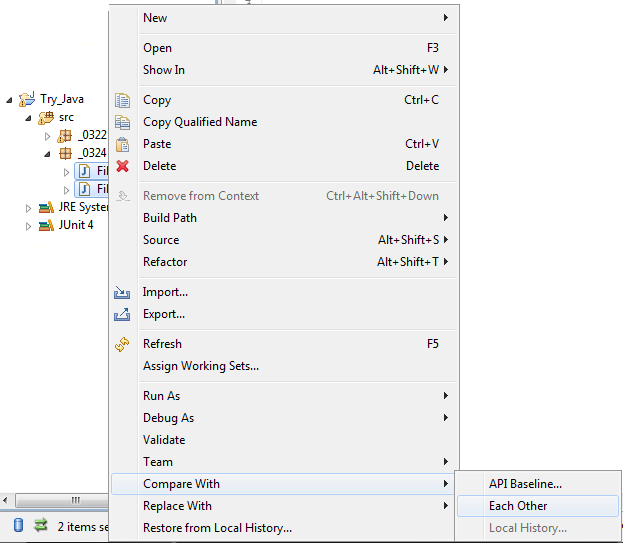 Try_Java
src
_0322
_0324
Fil
Fil
JRE System
JUnit 4
2 items se
New
Open F3
Show In Alt+Shift+W
Copy Ctrl+C
Copy Qualified Name
Paste Ctrl+V
Delete Delete
Remove from Context Ctrl+Alt+Shift+Down
Build Path
Source Alt+Shift+S
Refactor Alt+Shift+T
Import...
Export...
Refresh F5
Assign Working Sets...
Run As
Debug As
Validate
Team
Compare With
Replace With
Restore from Local History...
API Baseline...
Each Other
Local History...